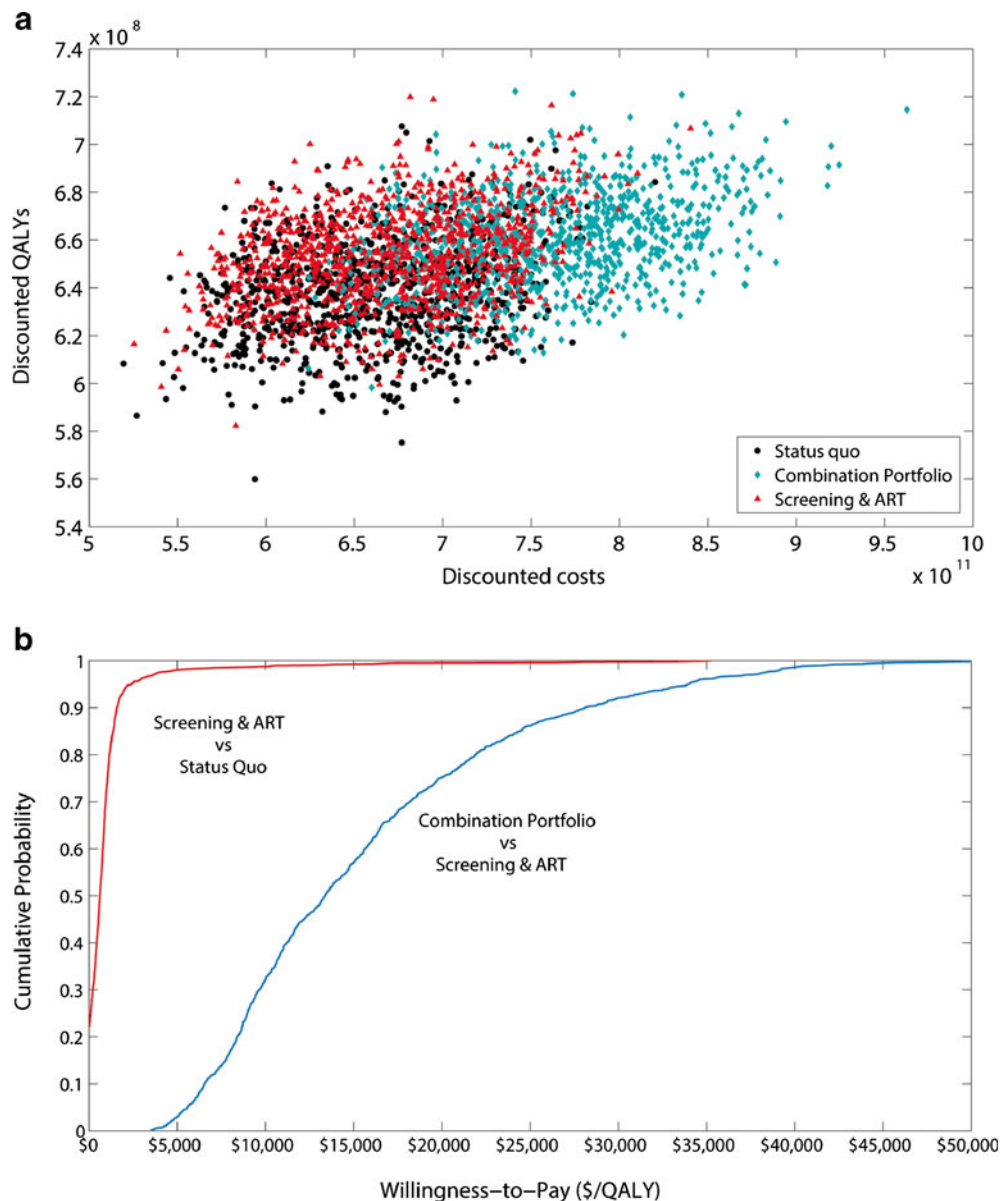 a
x 10 8
7.4
7.2
7
6.8
6.6
6.4
6.2
6
5.8
5.6
5.4
Discounted QALYs
Status quo
Combination Portfolio
Screening & ART
5 5.5 6 6.5 7 7.5 8 8.5 9 9.5 10
Discounted costs
x 10 11
b
1
0.9
0.8
0.7
0.6
0.5
0.4
0.3
0.2
0.1
0
Cumulative Probability
Screening & ART
vs
Status Quo
Combination Portfolio
vs
Screening & ART
$0 $5,000 $10,000 $15,000 $20,000 $25,000 $30,000 $35,000 $40,000 $45,000 $50,000
Willingness-to-Pay ($/QALY)